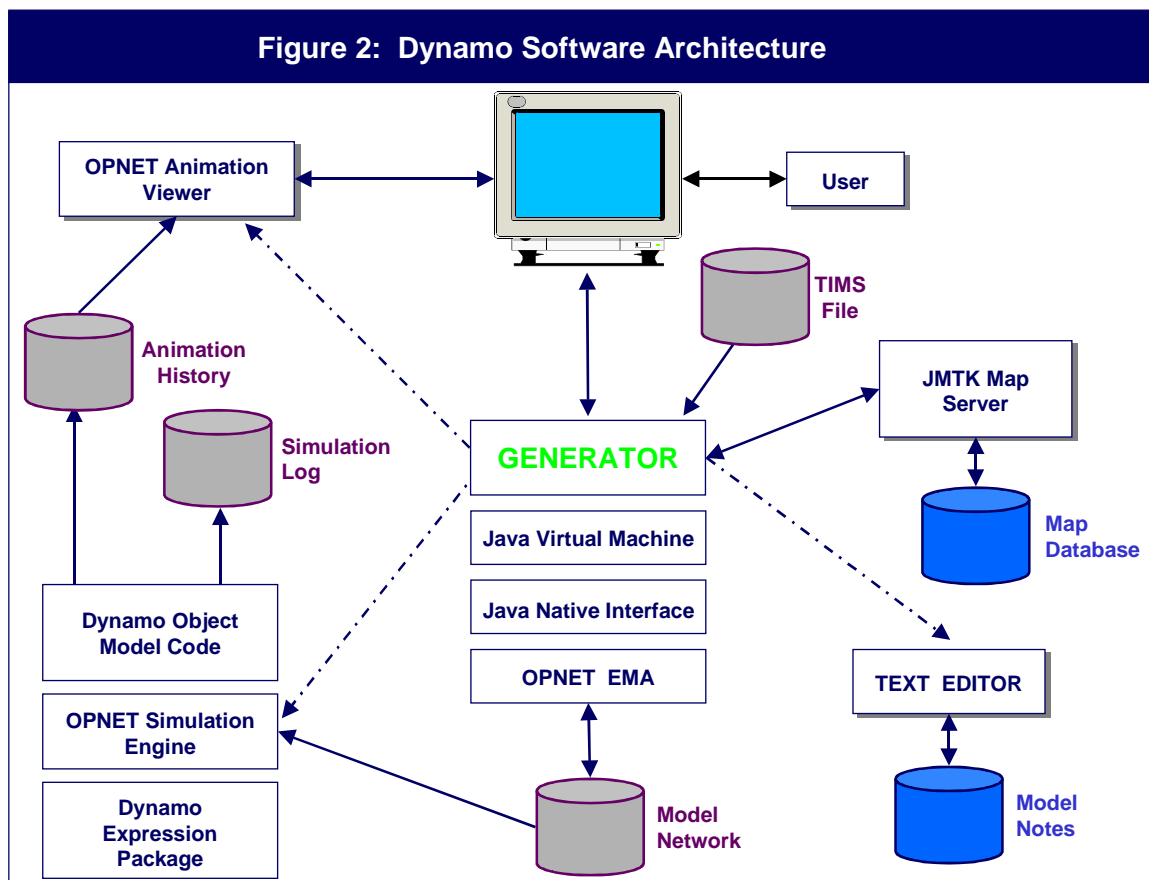 Figure 2: Dynamo Software Architecture
OPNET Animation
Viewer
User
TIMS
File
Animation
History
JMTK Map
Server
Simulation
Log
GENERATOR
Java Virtual Machine
Map
Database
Java Native Interface
Dynamo Object
Model Code
OPNET EMA
TEXT EDITOR
OPNET Simulation
Engine
Dynamo
Expression
Package
Model
Network
Model
Notes